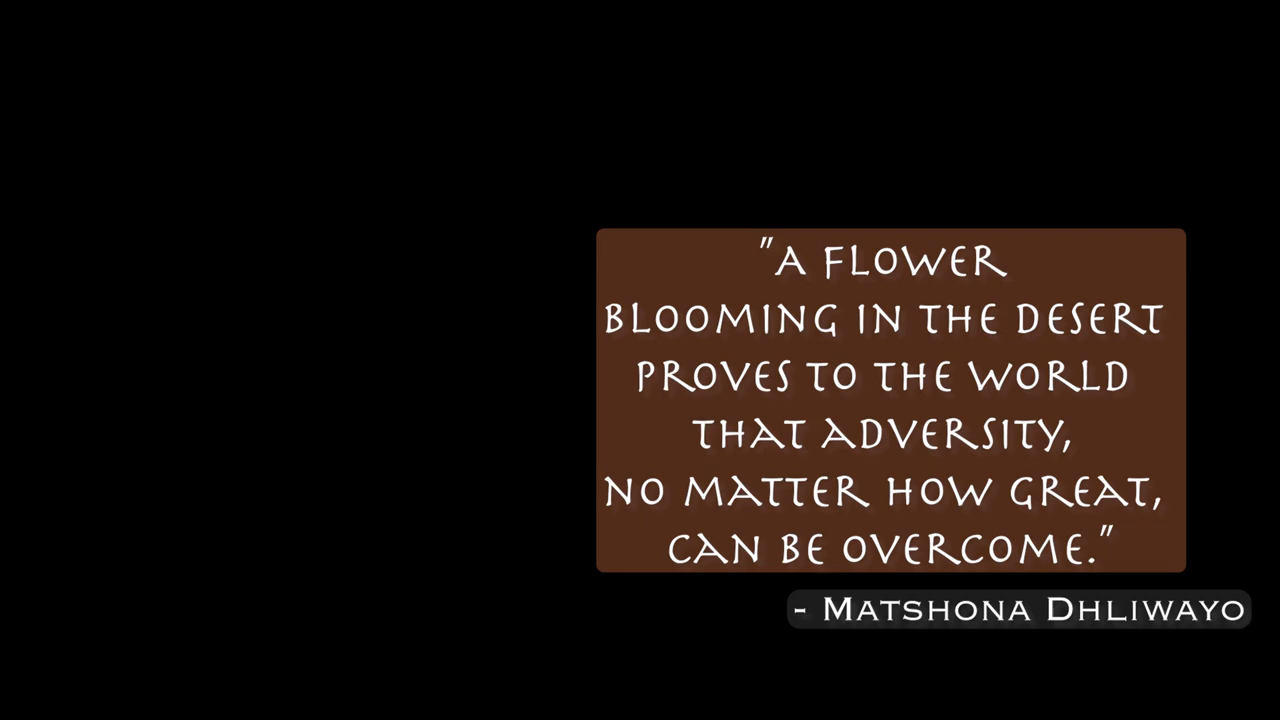 "A FLOWER
BLOOMING IN THE DESERT
PROVES TO THE WORLD
THAT ADVERSITY,
NO MATTER HOW GREAT,
CAN BE OVERCOME."
- MATSHONA DHLIWAYO